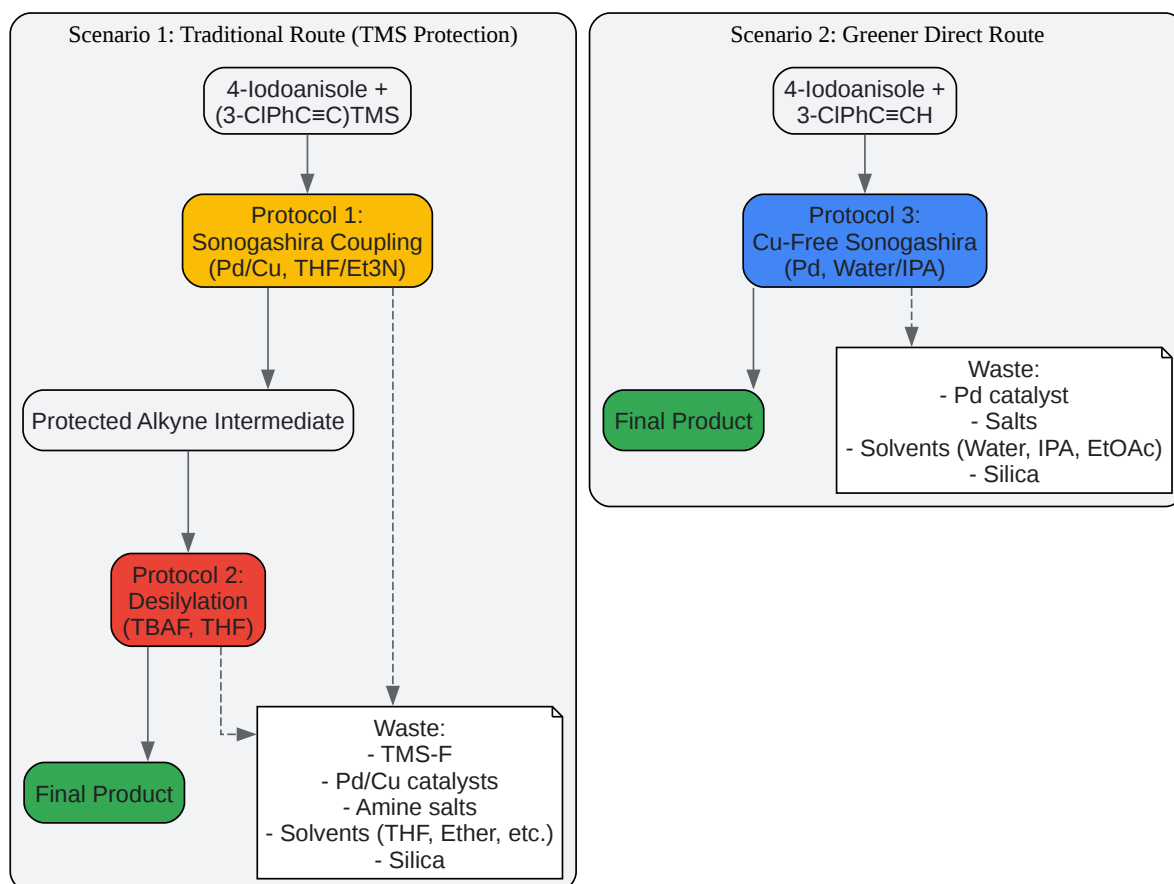 Scenario 1: Traditional Route (TMS Protection)
4-Iodoanisole +
(3-ClPhC≡C)TMS
Protocol 1:
Sonogashira Coupling
(Pd/Cu, THF/Et3N)
Protected Alkyne Intermediate
Protocol 2:
Desilylation
(TBAF, THF)
Final Product
Waste:
- TMS-F
- Pd/Cu catalysts
- Amine salts
- Solvents (THF, Ether, etc.)
- Silica
Scenario 2: Greener Direct Route
4-Iodoanisole +
3-ClPhC≡CH
Protocol 3:
Cu-Free Sonogashira
(Pd, Water/IPA)
Final Product
Waste:
- Pd catalyst
- Salts
- Solvents (Water, IPA, EtOAc)
- Silica